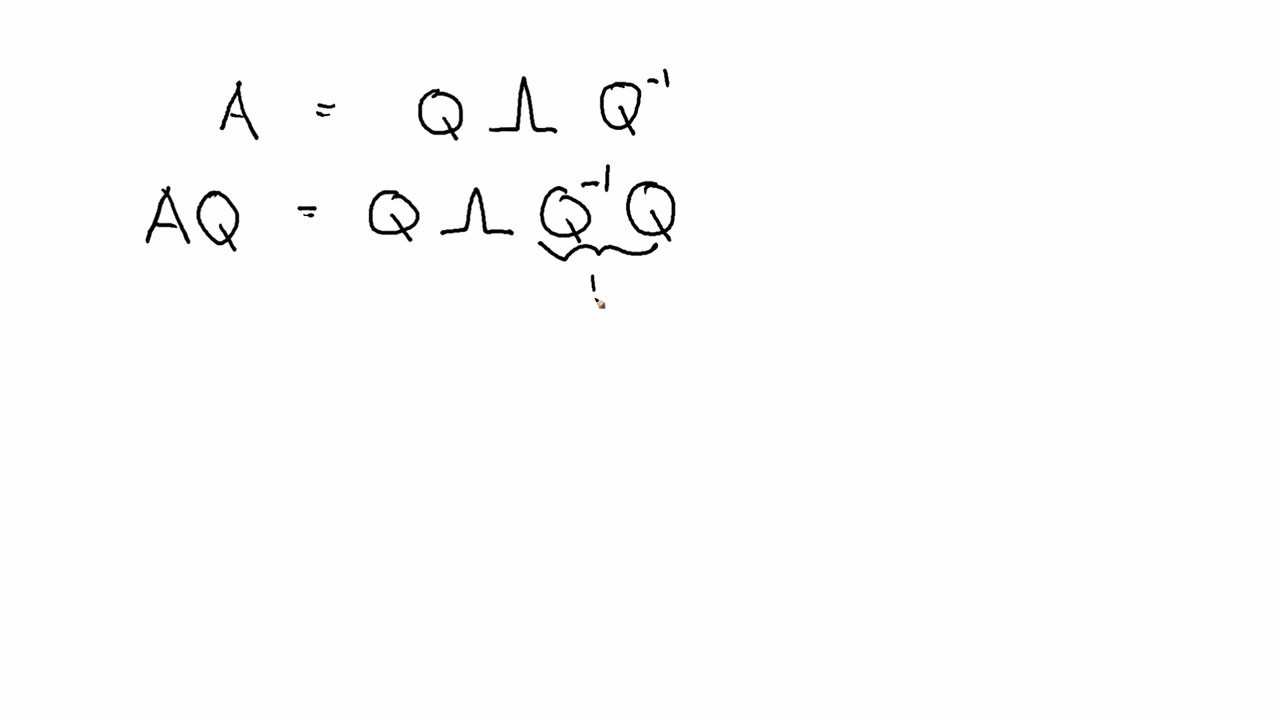 A = Q Λ Q⁻¹
AQ = Q Λ Q⁻¹ Q